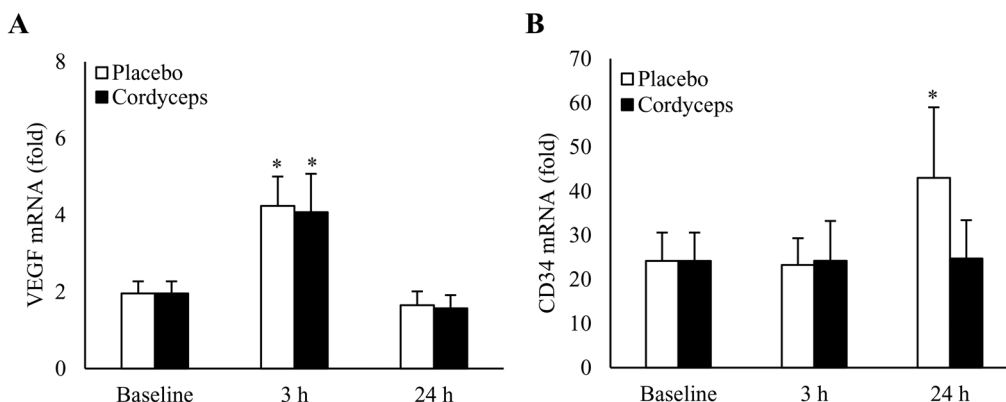 A
VEGF mRNA (fold)
8
6
4
2
0
Placebo
Cordyceps
*
*
Baseline
3 h
24 h
B
CD34 mRNA (fold)
70
60
50
40
30
20
10
0
Placebo
Cordyceps
*
Baseline
3 h
24 h